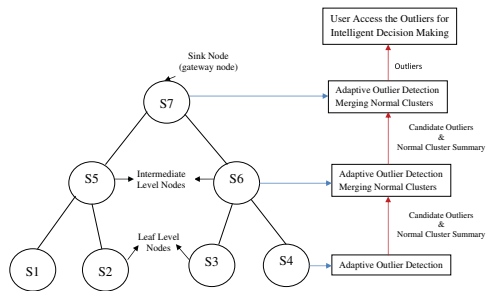 User Access the Outliers for
Intelligent Decision Making
Sink Node
(gateway node)
Outliers
S7
Adaptive Outlier Detection
Merging Normal Clusters
Candidate Outliers
&
Normal Cluster Summary
S5
Intermediate
Level Nodes
S6
Adaptive Outlier Detection
Merging Normal Clusters
Candidate Outliers
&
Normal Cluster Summary
Leaf Level
Nodes
S1
S2
S3
S4
Adaptive Outlier Detection